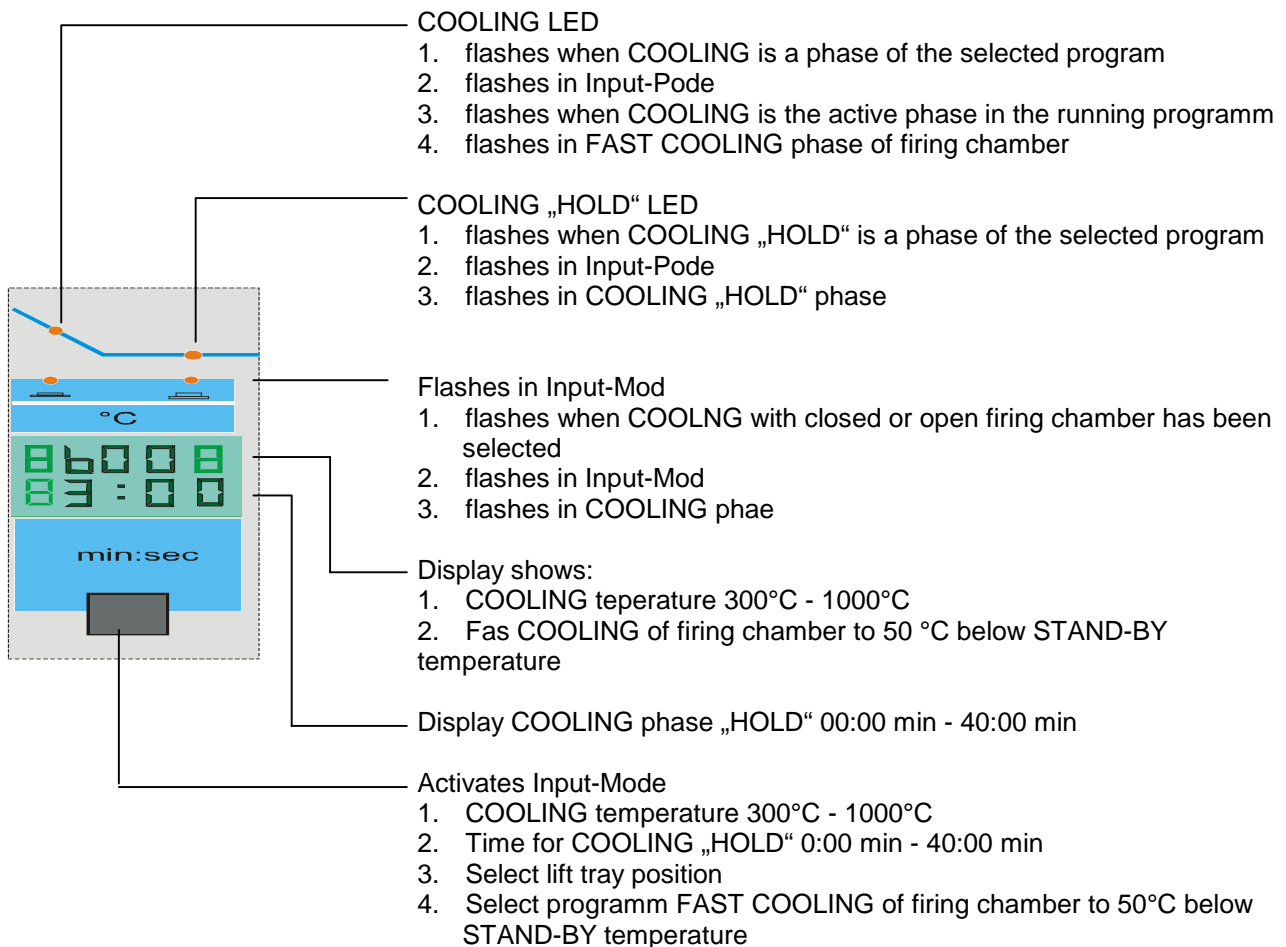 COOLING LED
1. flashes when COOLING is a phase of the selected program
2. flashes in Input-Pode
3. flashes when COOLING is the active phase in the running programm
4. flashes in FAST COOLING phase of firing chamber
COOLING „HOLD“ LED
1. flashes when COOLING „HOLD“ is a phase of the selected program
2. flashes in Input-Pode
3. flashes in COOLING „HOLD“ phase
Flashes in Input-Mod
1. flashes when COOLNG with closed or open firing chamber has been
selected
2. flashes in Input-Mod
3. flashes in COOLING phae
°C
8b008
83:00
min:sec
Display shows:
1. COOLING teperature 300°C - 1000°C
2. Fas COOLING of firing chamber to 50 °C below STAND-BY
temperature
Display COOLING phase „HOLD“ 00:00 min - 40:00 min
Activates Input-Mode
1. COOLING temperature 300°C - 1000°C
2. Time for COOLING „HOLD“ 0:00 min - 40:00 min
3. Select lift tray position
4. Select programm FAST COOLING of firing chamber to 50°C below
STAND-BY temperature